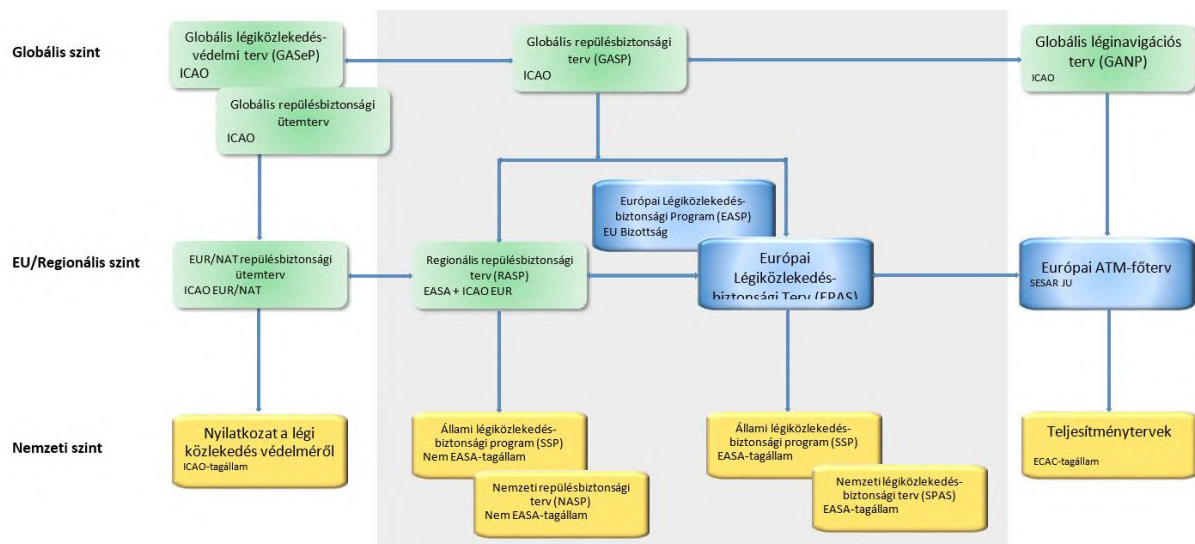 Globális szint
Globális légiközlekedés-
védelmi terv (GASeP)
ICAO
Globális repülésbiztonsági
ütemterv
ICAO
Globális repülésbiztonsági
terv (GASP)
ICAO
Globális léginavigációs
terv (GANP)
ICAO
EU/Regionális szint
EUR/NAT repülésbiztonsági
ütemterv
ICAO EUR/NAT
Regionális repülésbiztonsági
terv (RASP)
EASA + ICAO EUR
Európai Légiközlekedés-
biztonsági Program (EASP)
EU Bizottság
Európai
Légiközlekedés-
biztonsági Terv (EPAS)
Európai ATM-főterv
SESAR JU
Nemzeti szint
Nyilatkozat a légi
közlekedés védelméről
ICAO-tagállam
Állami légiközlekedés-
biztonsági program (SSP)
Nem EASA-tagállam
Nemzeti repülésbiztonsági
terv (NASP)
Nem EASA-tagállam
Állami légiközlekedés-
biztonsági program (SSP)
EASA-tagállam
Nemzeti légiközlekedés-
biztonsági terv (SPAS)
EASA-tagállam
Teljesítménytervek
ECAC-tagállam